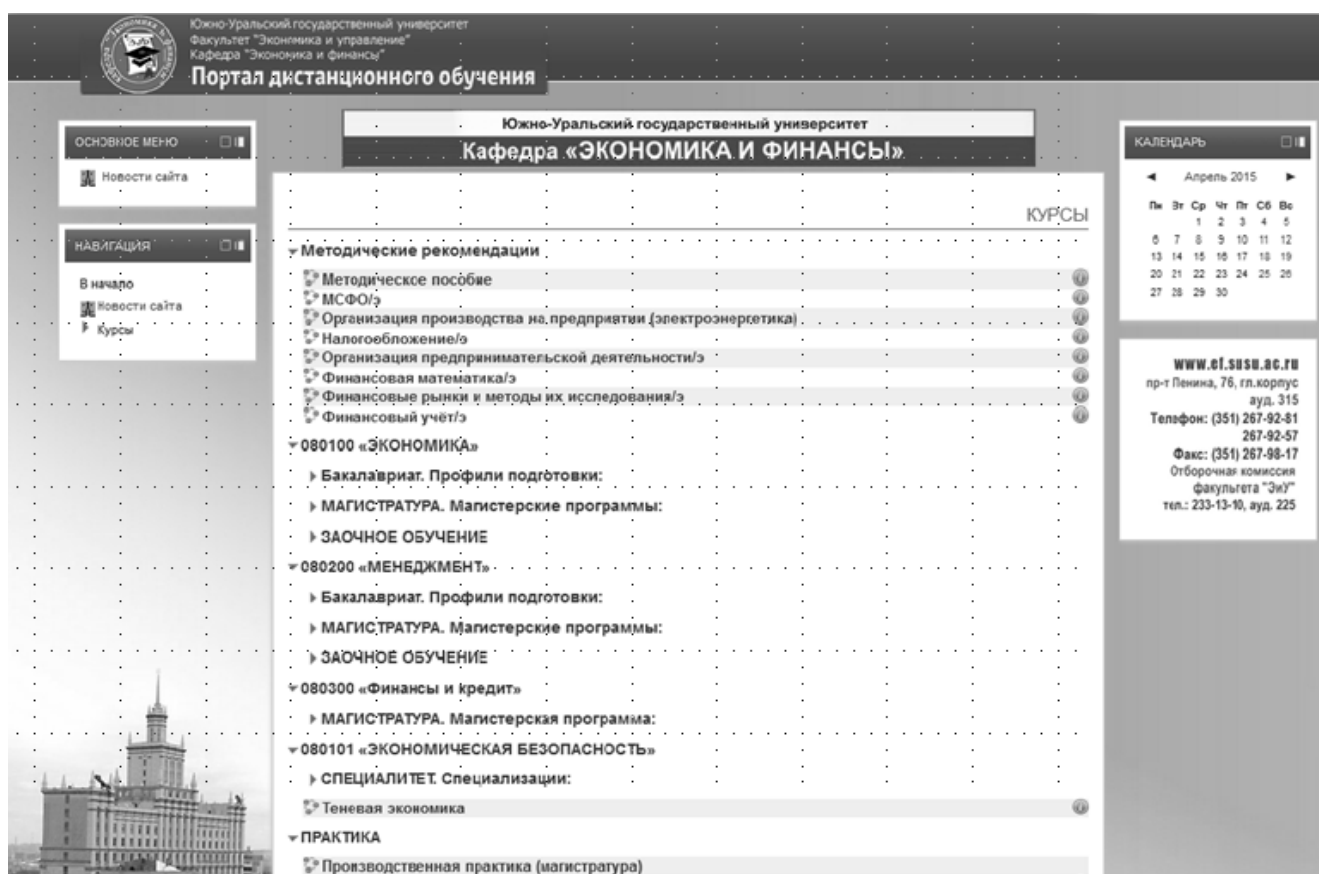 Южно-Уральский государственный университет
Факультет "Экономика и управление"
Кафедра "Экономика и финансы"
Портал дистанционного обучения
ОСНОВНОЕ МЕНЮ
Новости сайта
НАВИГАЦИЯ
В начало
Новости сайта
Курсы
Южно-Уральский государственный университет
Кафедра «ЭКОНОМИКА И ФИНАНСЫ»
КУРСЫ
Методические рекомендации
Методическое пособие
МСФО/э
Организация производства на предприятии (электроэнергетика)
Налогообложение/э
Организация предпринимательской деятельности/э
Финансовая математика/э
Финансовые рынки и методы их исследования/э
Финансовый учёт/э
080100 «ЭКОНОМИКА»
Бакалавриат. Профили подготовки:
МАГИСТРАТУРА. Магистерские программы:
ЗАОЧНОЕ ОБУЧЕНИЕ
080200 «МЕНЕДЖМЕНТ»
Бакалавриат. Профили подготовки:
МАГИСТРАТУРА. Магистерские программы:
ЗАОЧНОЕ ОБУЧЕНИЕ
080300 «Финансы и кредит»
МАГИСТРАТУРА. Магистерская программа:
080101 «ЭКОНОМИЧЕСКАЯ БЕЗОПАСНОСТЬ»
СПЕЦИАЛИТЕТ. Специализации:
Теневая экономика
ПРАКТИКА
Производственная практика (магистратура)
КАЛЕНДАРЬ
Апрель 2015
Пн Вт Ср Чт Пт Сб Вс
1 2 3 4 5
6 7 8 9 10 11 12
13 14 15 16 17 18 19
20 21 22 23 24 25 26
27 28 29 30
www.ef.susu.ac.ru
пр-т Ленина, 76, гл.корпус
ауд. 315
Телефон: (351) 267-92-81
267-92-57
Факс: (351) 267-98-17
Отборочная комиссия
факультета "ЭиУ"
тел.: 233-13-10, ауд. 225